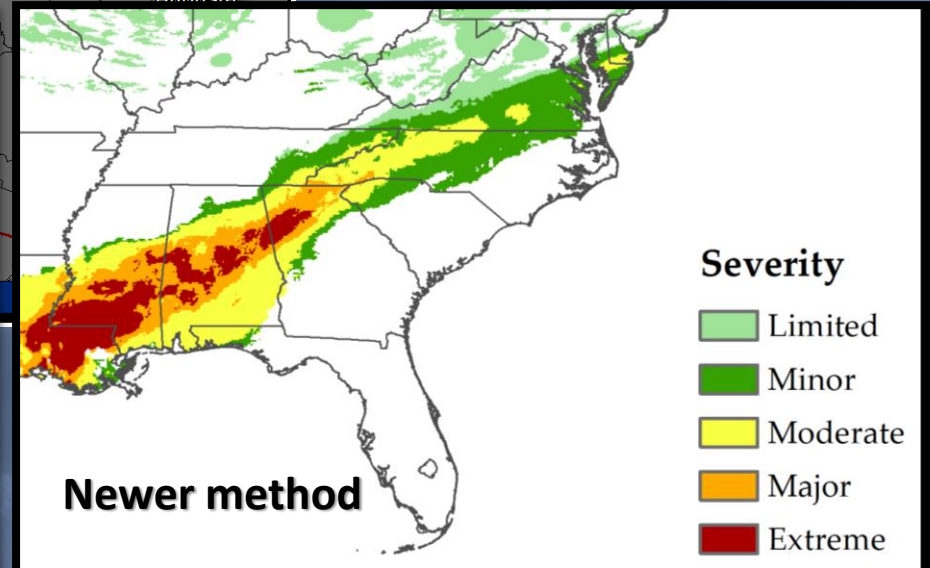 Severity
Limited
Minor
Moderate
Major
Extreme
Newer method